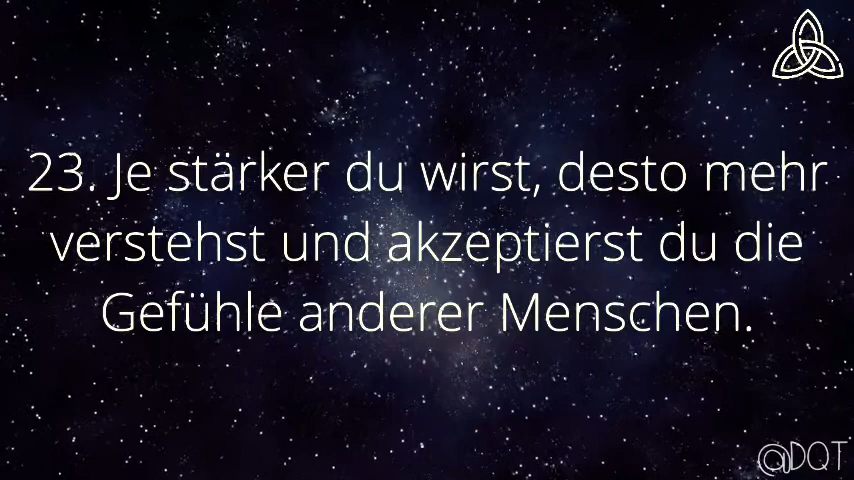 23. Je stärker du wirst, desto mehr
verstehst und akzeptierst du die
Gefühle anderer Menschen.
@DQT